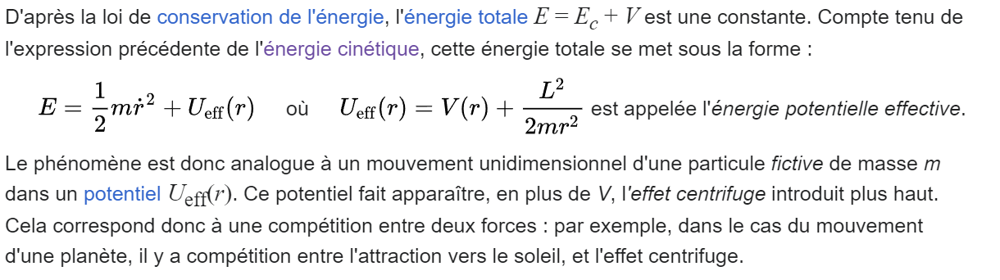 D'après la loi de conservation de l'énergie, l'énergie totale E = E_c + V est une constante. Compte tenu de
l'expression précédente de l'énergie cinétique, cette énergie totale se met sous la forme :
E = \frac{1}{2}m\dot{r}^2 + U_{eff}(r) où U_{eff}(r) = V(r) + \frac{L^2}{2mr^2} est appelée l'énergie potentielle effective.
Le phénomène est donc analogue à un mouvement unidimensionnel d'une particule fictive de masse m
dans un potentiel U_{eff}(r). Ce potentiel fait apparaître, en plus de V, l'effet centrifuge introduit plus haut.
Cela correspond donc à une compétition entre deux forces : par exemple, dans le cas du mouvement
d'une planète, il y a compétition entre l'attraction vers le soleil, et l'effet centrifuge.